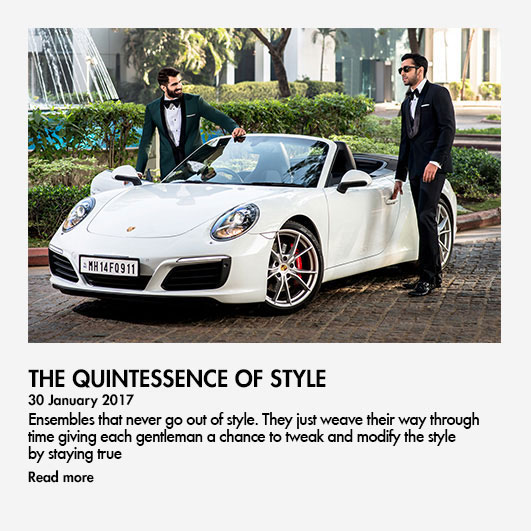 MH14FQ911
THE QUINTESSENCE OF STYLE
30 January 2017
Ensembles that never go out of style. They just weave their way through
time giving each gentleman a chance to tweak and modify the style
by staying true
Read more